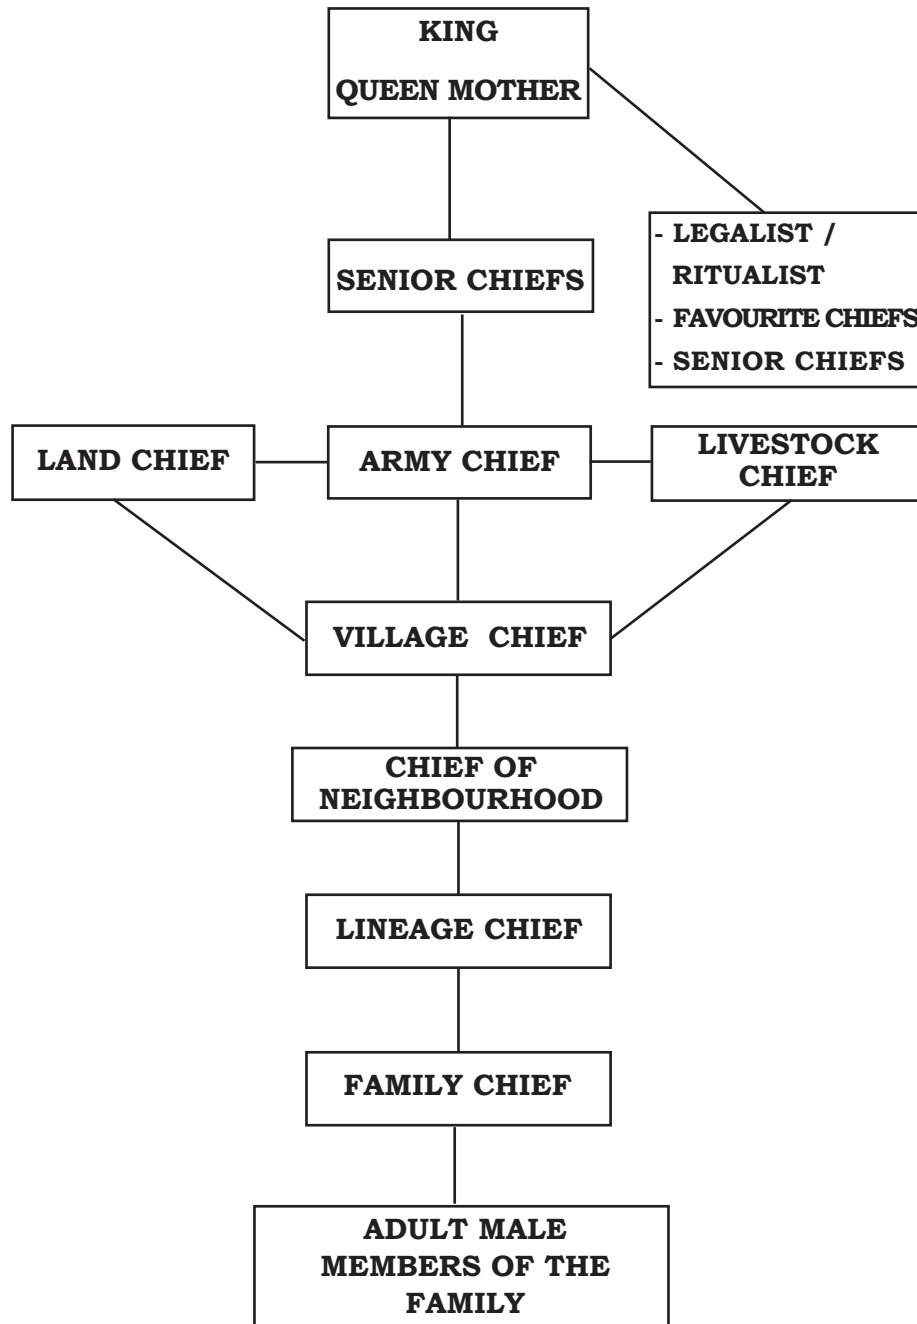 KING
QUEEN MOTHER
- LEGALIST /
RITUALIST
- FAVOURITE CHIEFS
- SENIOR CHIEFS
SENIOR CHIEFS
LAND CHIEF
ARMY CHIEF
LIVESTOCK
CHIEF
VILLAGE CHIEF
CHIEF OF
NEIGHBOURHOOD
LINEAGE CHIEF
FAMILY CHIEF
ADULT MALE
MEMBERS OF THE
FAMILY